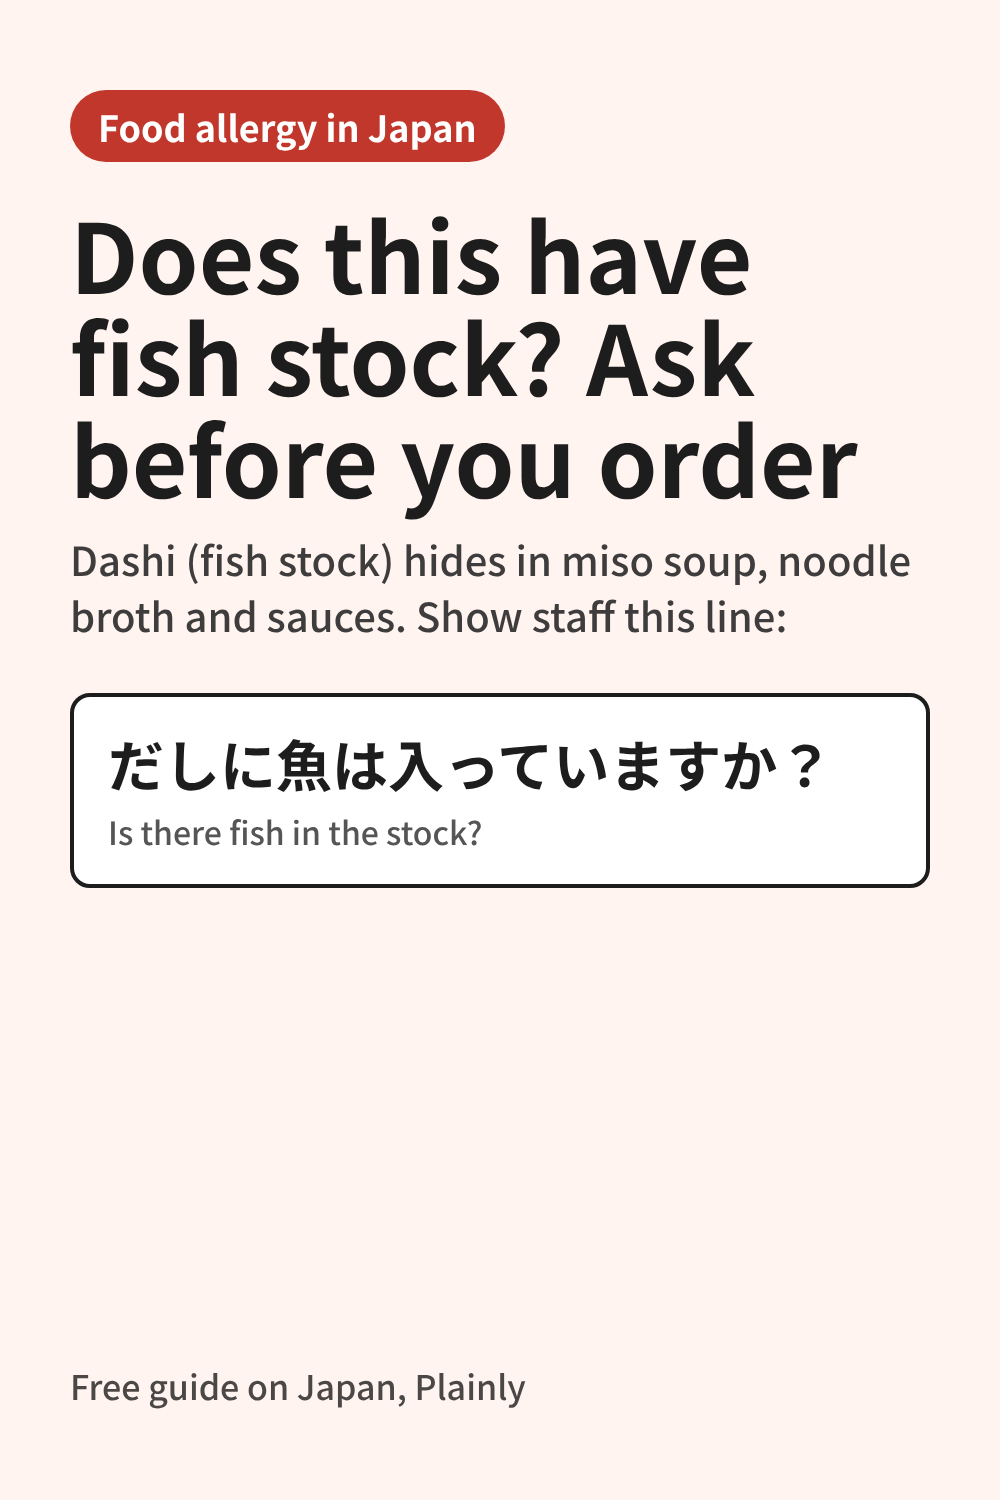 Food allergy in Japan
Does this have
fish stock? Ask
before you order
Dashi (fish stock) hides in miso soup, noodle
broth and sauces. Show staff this line:
だしに魚は入っていますか？
Is there fish in the stock?
Free guide on Japan, Plainly